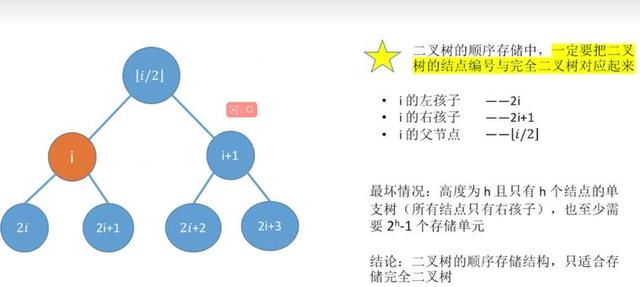 ⌊i/2⌋
i
i+1
2i
2i+1
2i+2
2i+3
二叉树的顺序存储中，一定要把二叉
树的结点编号与完全二叉树对应起来
• i 的左孩子 ——2i
• i 的右孩子 ——2i+1
• i 的父节点 ——⌊i/2⌋
最坏情况：高度为 h 且只有 h 个结点的单
支树（所有结点只有右孩子），也至少需
要 2ʰ-1 个存储单元
结论：二叉树的顺序存储结构，只适合存
储完全二叉树